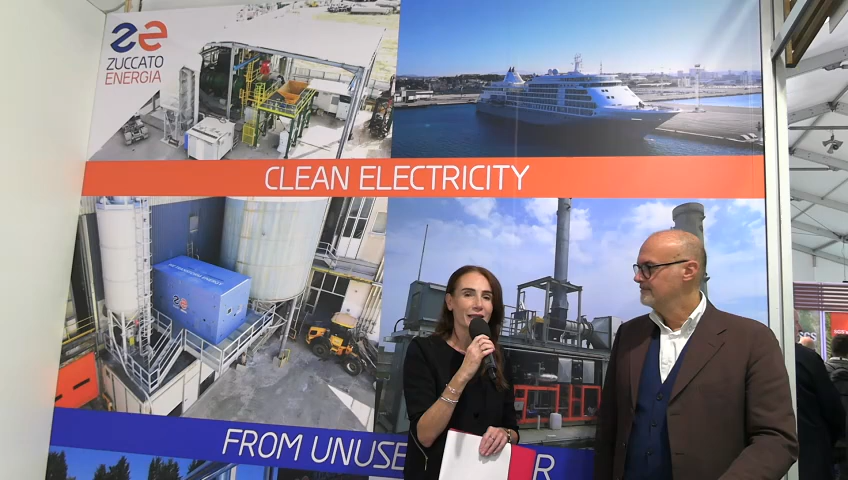 ZUCCATO
ENERGIA
CLEAN ELECTRICITY
FROM UNUSE
R